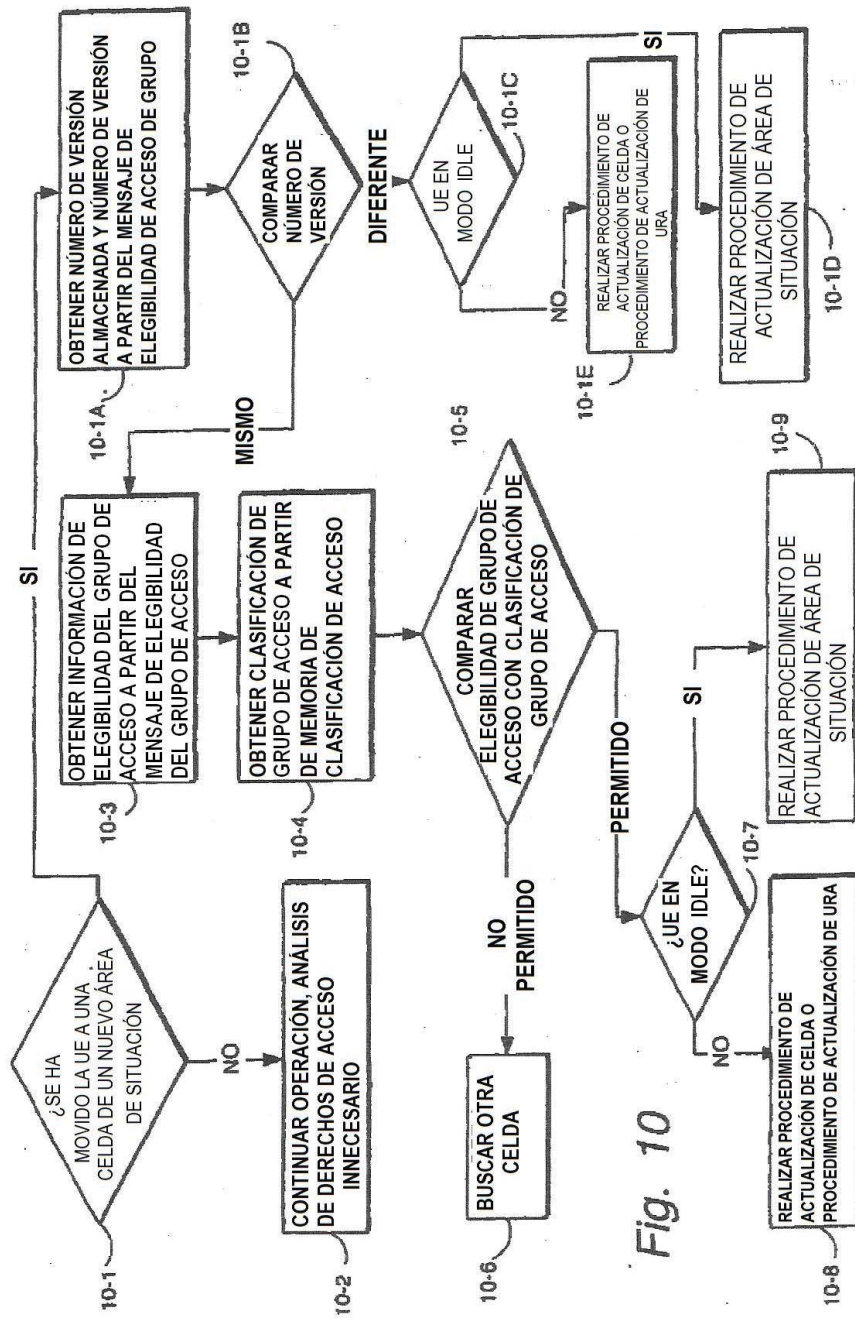 ¿SE HA
MOVIDO LA UE A UNA
CELDA DE UN NUEVO ÁREA
DE SITUACIÓN
10-1
SI
NO
CONTINUAR OPERACIÓN, ANÁLISIS
DE DERECHOS DE ACCESO
INNECESARIO
10-2
OBTENER NÚMERO DE VERSIÓN
ALMACENADA Y NÚMERO DE VERSIÓN
A PARTIR DEL MENSAJE DE
ELEGIBILIDAD DE ACCESO DE GRUPO
10-1A
COMPARAR
NÚMERO DE
VERSIÓN
10-1B
MISMO
DIFERENTE
UE EN
MODO IDLE
10-1C
NO
SI
REALIZAR PROCEDIMIENTO DE
ACTUALIZACIÓN DE CELDA O
PROCEDIMIENTO DE ACTUALIZACIÓN DE
URA
10-1E
REALIZAR PROCEDIMIENTO DE
ACTUALIZACIÓN DE ÁREA DE
SITUACIÓN
10-1D
OBTENER INFORMACIÓN DE
ELEGIBILIDAD DEL GRUPO DE
ACCESO A PARTIR DEL
MENSAJE DE ELEGIBILIDAD
DEL GRUPO DE ACCESO
10-3
OBTENER CLASIFICACIÓN DE
GRUPO DE ACCESO A PARTIR
DE MEMORIA DE
CLASIFICACIÓN DE ACCESO
10-4
COMPARAR
ELEGIBILIDAD DE GRUPO DE
ACCESO CON CLASIFICACIÓN DE
GRUPO DE ACCESO
10-5
NO
PERMITIDO
PERMITIDO
BUSCAR OTRA
CELDA
10-6
¿UE EN
MODO IDLE?
10-7
NO
SI
REALIZAR PROCEDIMIENTO DE
ACTUALIZACIÓN DE CELDA O
PROCEDIMIENTO DE ACTUALIZACIÓN DE URA
10-8
REALIZAR PROCEDIMIENTO DE
ACTUALIZACIÓN DE ÁREA DE
SITUACIÓN
10-9
Fig. 10